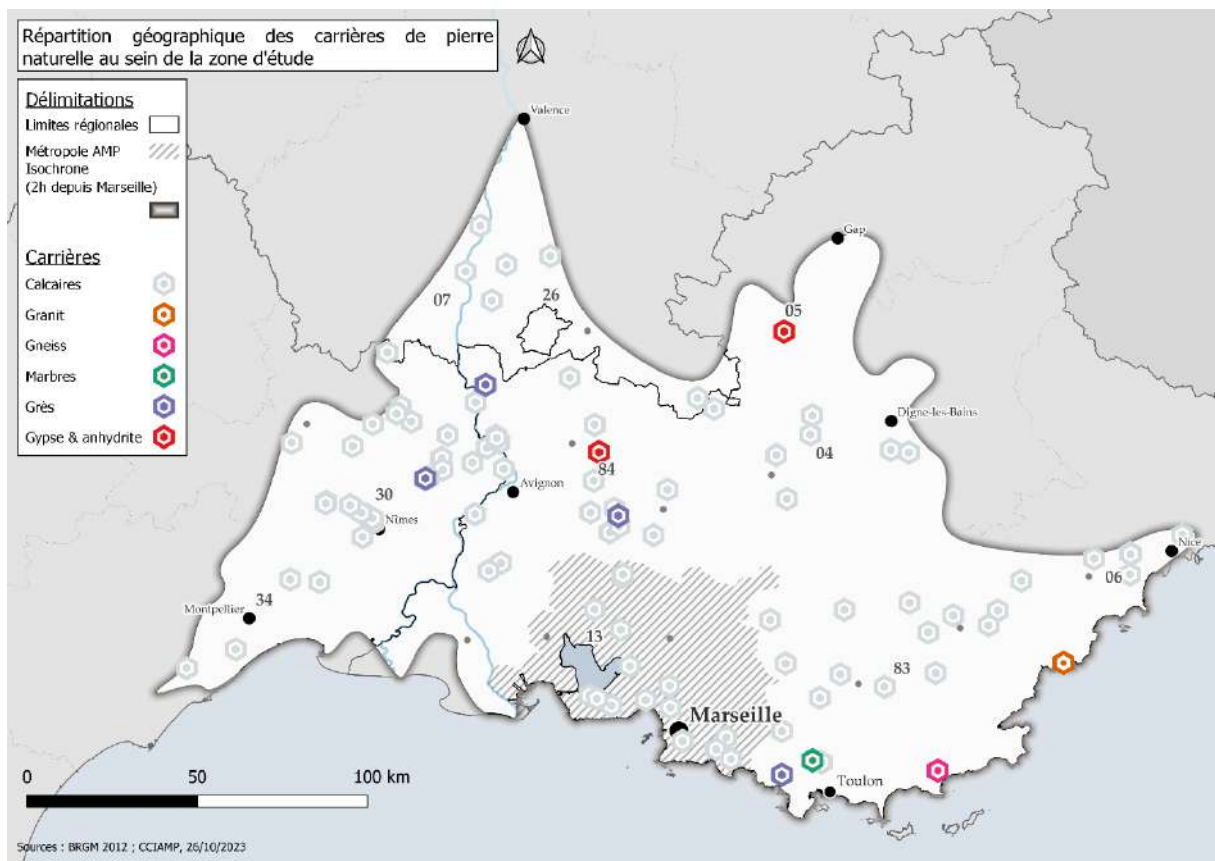 Répartition géographique des carrières de pierre
naturelle au sein de la zone d'étude
Délimitations
Limites régionales
Métropole AMP
Isochrone
(2h depuis Marseille)
Carrières
Calcaires
Granit
Gneiss
Marbres
Grès
Gypse & anhydrite
Valence
Gap
07
26
05
Digne-les-Bains
04
84
30
Avignon
Nîmes
Nice
06
34
Montpellier
13
83
Marseille
Toulon
0 50 100 km
Sources : BRGM 2012 ; CCIAMP, 26/10/2023